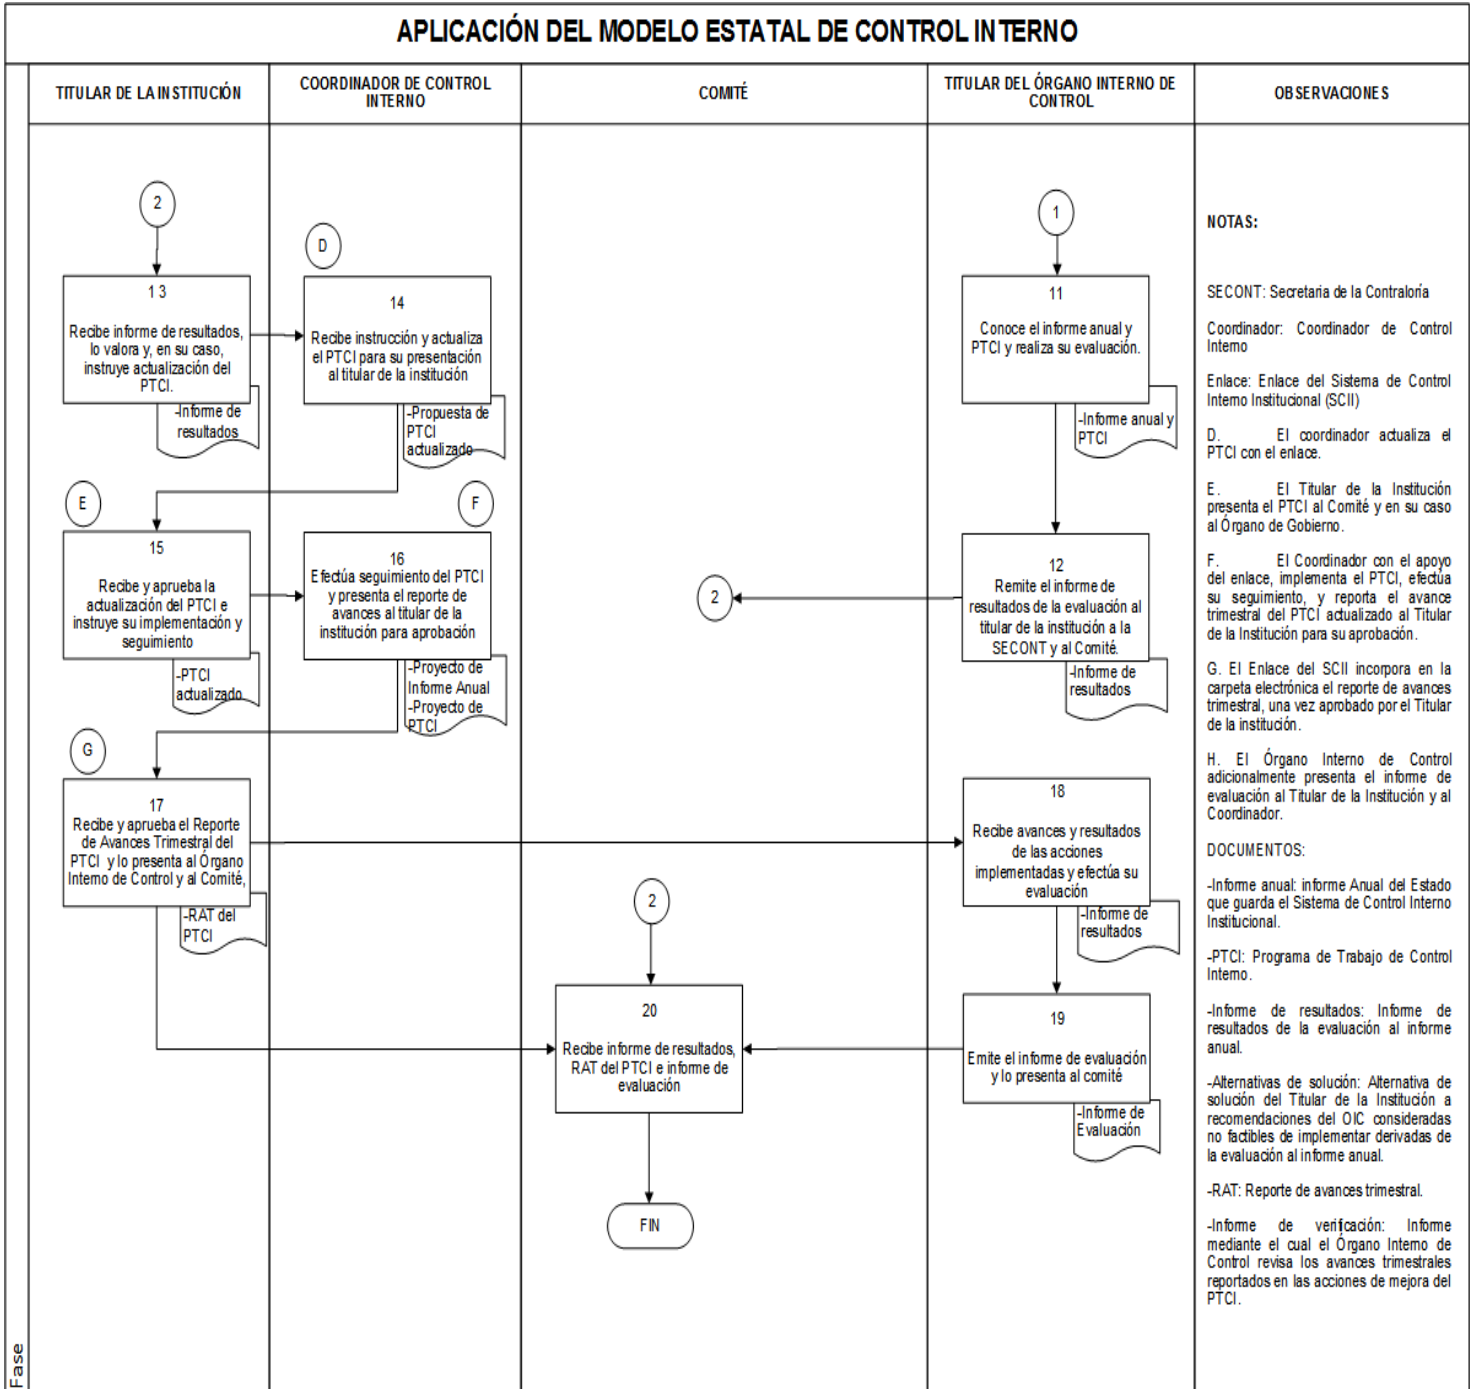 APLICACIÓN DEL MODELO ESTATAL DE CONTROL INTERNO
TITULAR DE LA INSTITUCIÓN
COORDINADOR DE CONTROL
INTERNO
COMITÉ
TITULAR DEL ÓRGANO INTERNO DE
CONTROL
OBSERVACIONES
2
13
Recibe informe de resultados,
lo valora y, en su caso,
instruye actualización del
PTCI.
-Informe de
resultados
E
15
Recibe y aprueba la
actualización del PTCI e
instruye su implementación y
seguimiento
-PTCI
actualizado
G
17
Recibe y aprueba el Reporte
de Avances Trimestral del
PTCI y lo presenta al Órgano
Interno de Control y al Comité,
-RAT del
PTCI
D
14
Recibe instrucción y actualiza
el PTCI para su presentación
al titular de la institución
-Propuesta de
PTCI
actualizado
F
16
Efectúa seguimiento del PTCI
y presenta el reporte de
avances al titular de la
institución para aprobación
-Proyecto de
Informe Anual
-Proyecto de
PTCI
2
2
20
Recibe informe de resultados,
RAT del PTCI e informe de
evaluación
FIN
1
11
Conoce el informe anual y
PTCI y realiza su evaluación.
-Informe anual y
PTCI
12
Remite el informe de
resultados de la evaluación al
titular de la institución a la
SECONT y al Comité.
-Informe de
resultados
18
Recibe avances y resultados
de las acciones
implementadas y efectúa su
evaluación
-Informe de
resultados
19
Emite el informe de evaluación
y lo presenta al comité
-Informe de
Evaluación
NOTAS:
SECONT: Secretaria de la Contraloría
Coordinador: Coordinador de Control
Interno
Enlace: Enlace del Sistema de Control
Interno Institucional (SCII)
D. El coordinador actualiza el
PTCI con el enlace.
E. El Titular de la Institución
presenta el PTCI al Comité y en su caso
al Órgano de Gobierno.
F. El Coordinador con el apoyo
del enlace, implementa el PTCI, efectúa
su seguimiento, y reporta el avance
trimestral del PTCI actualizado al Titular
de la Institución para su aprobación.
G. El Enlace del SCII incorpora en la
carpeta electrónica el reporte de avances
trimestral, una vez aprobado por el Titular
de la institución.
H. El Órgano Interno de Control
adicionalmente presenta el informe de
evaluación al Titular de la Institución y al
Coordinador.
DOCUMENTOS:
-Informe anual: informe Anual del Estado
que guarda el Sistema de Control Interno
Institucional.
-PTCI: Programa de Trabajo de Control
Interno.
-Informe de resultados: Informe de
resultados de la evaluación al informe
anual.
-Alternativas de solución: Alternativa de
solución del Titular de la Institución a
recomendaciones del OIC consideradas
no factibles de implementar derivadas de
la evaluación al informe anual.
-RAT: Reporte de avances trimestral.
-Informe de verificación: Informe
mediante el cual el Órgano Interno de
Control revisa los avances trimestrales
reportados en las acciones de mejora del
PTCI.
Fase